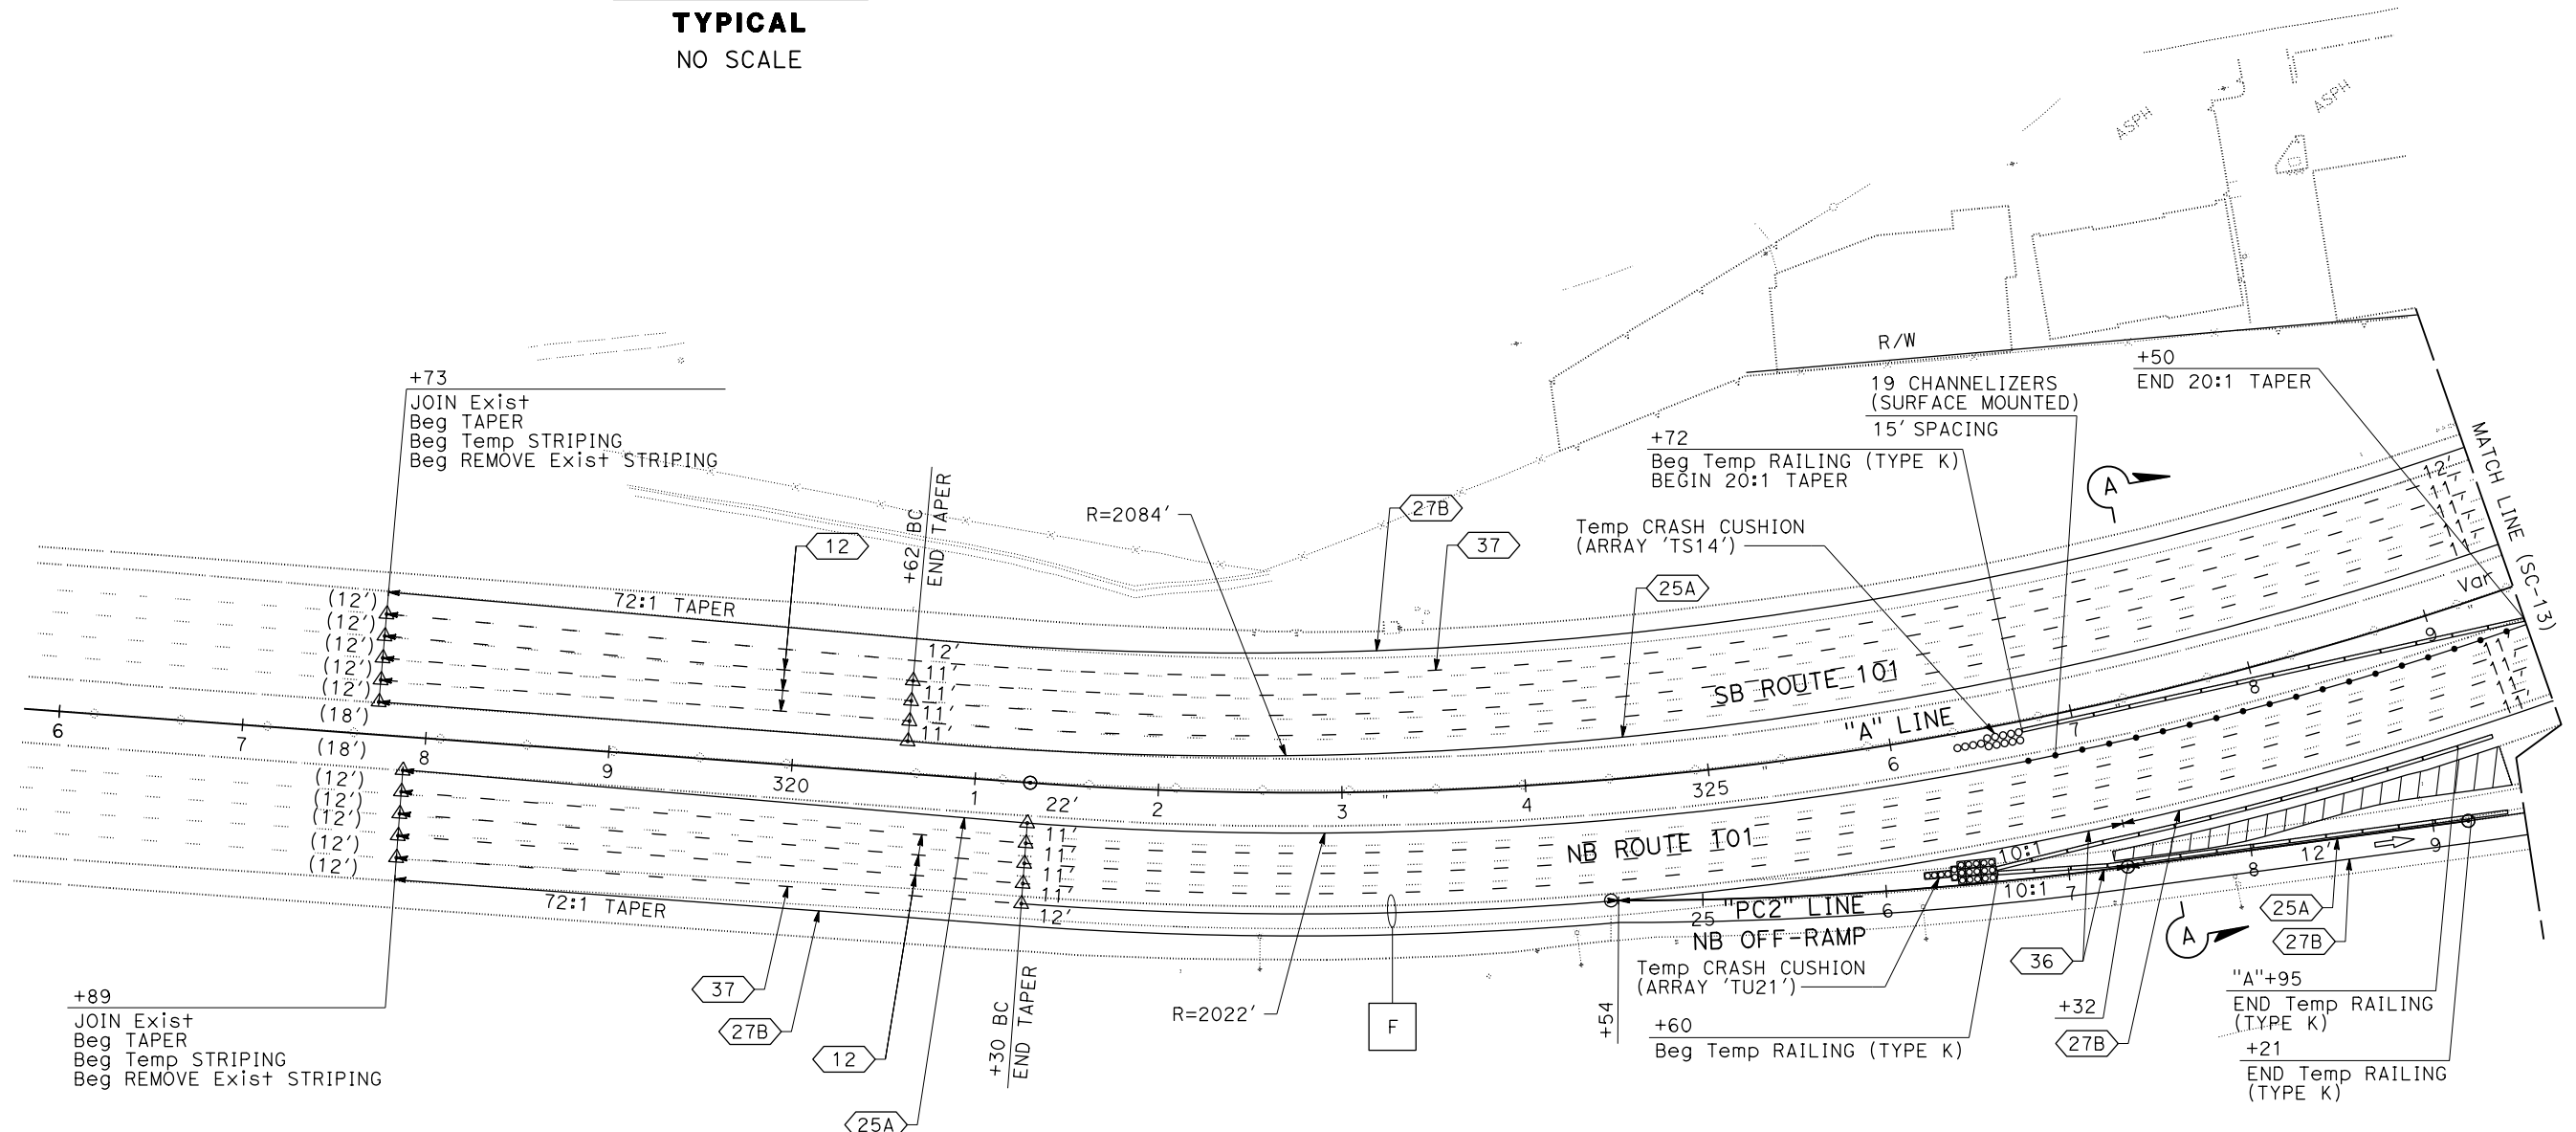 TYPICAL
NO SCALE
ASPH
ASPH
R/W
+50
END 20:1 TAPER
+73
JOIN Exist
Beg TAPER
Beg Temp STRIPING
Beg REMOVE Exist STRIPING
19 CHANNELIZERS
(SURFACE MOUNTED)
15' SPACING
+72
Beg Temp RAILING (TYPE K)
BEGIN 20:1 TAPER
Temp CRASH CUSHION
(ARRAY 'TS14')
A
MATCH LINE (SC-13)
12'
11'
11'
11'
11'
Var
R=2084'
27B
37
25A
12
+62 BC
END TAPER
72:1 TAPER
(12')
(12')
(12')
(12')
(12')
(18')
12'
11'
11'
11'
11'
SB ROUTE 101
"A" LINE
6
7
8
9
320
1
2
3
4
325
6
7
8
9
(18')
(12')
(12')
(12')
(12')
(12')
22'
11'
11'
11'
11'
12'
11'
11'
11'
11'
72:1 TAPER
NB ROUTE 101
10:1
10:1
"PC2" LINE
25
6
7
8
9
12'
NB OFF-RAMP
Temp CRASH CUSHION
(ARRAY 'TU21')
A
36
25A
27B
+32
27B
"A"+95
END Temp RAILING
(TYPE K)
+21
END Temp RAILING
(TYPE K)
+54
+60
Beg Temp RAILING (TYPE K)
F
R=2022'
+30 BC
END TAPER
37
27B
12
25A
+89
JOIN Exist
Beg TAPER
Beg Temp STRIPING
Beg REMOVE Exist STRIPING